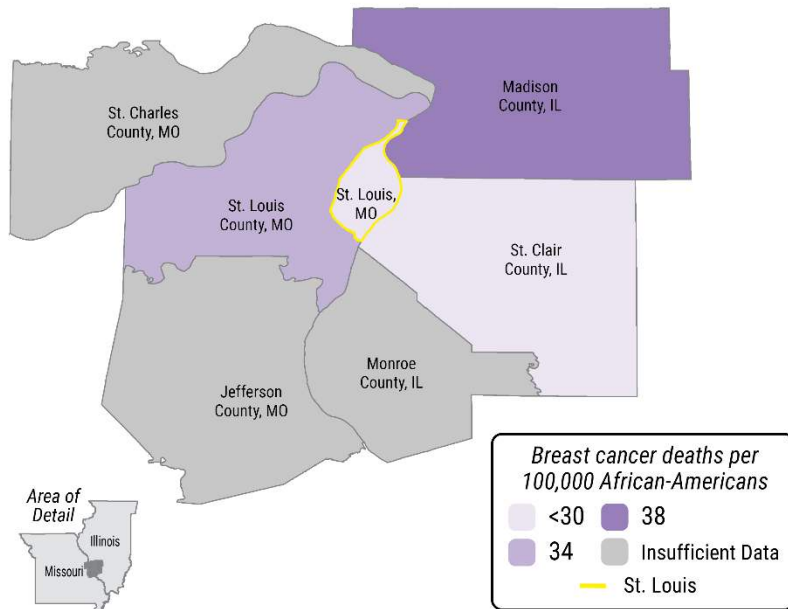 Madison
County, IL
St. Charles
County, MO
St. Louis,
MO
St. Louis
County, MO
St. Clair
County, IL
Monroe
County, IL
Jefferson
County, MO
Breast cancer deaths per
100,000 African-Americans
<30
38
34
Insufficient Data
St. Louis
Area of
Detail
Illinois
Missouri